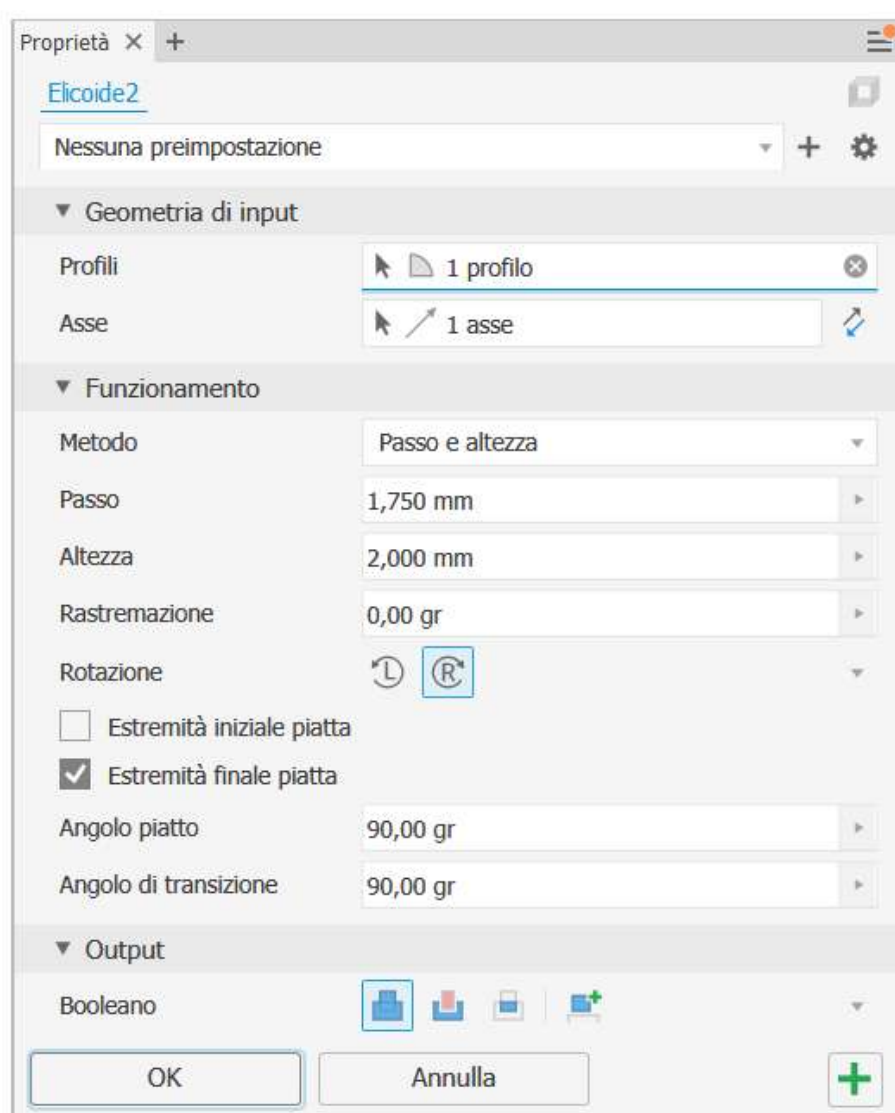 Proprietà × +
Elicoide2
Nessuna preimpostazione
Geometria di input
Profili 1 profilo
Asse 1 asse
Funzionamento
Metodo Passo e altezza
Passo 1,750 mm
Altezza 2,000 mm
Rastremazione 0,00 gr
Rotazione L R
Estremità iniziale piatta
Estremità finale piatta
Angolo piatto 90,00 gr
Angolo di transizione 90,00 gr
Output
Booleano
OK Annulla